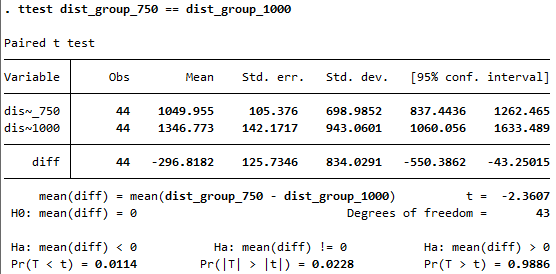 . ttest dist_group_750 == dist_group_1000
Paired t test
Variable Obs Mean Std. err. Std. dev. [95% conf. interval]
dis~_750 44 1049.955 105.376 698.9852 837.4436 1262.465
dis~1000 44 1346.773 142.1717 943.0601 1060.056 1633.489
diff 44 -296.8182 125.7346 834.0291 -550.3862 -43.25015
mean(diff) = mean(dist_group_750 - dist_group_1000) t = -2.3607
H0: mean(diff) = 0 Degrees of freedom = 43
Ha: mean(diff) < 0 Ha: mean(diff) != 0 Ha: mean(diff) > 0
Pr(T < t) = 0.0114 Pr(|T| > |t|) = 0.0228 Pr(T > t) = 0.9886